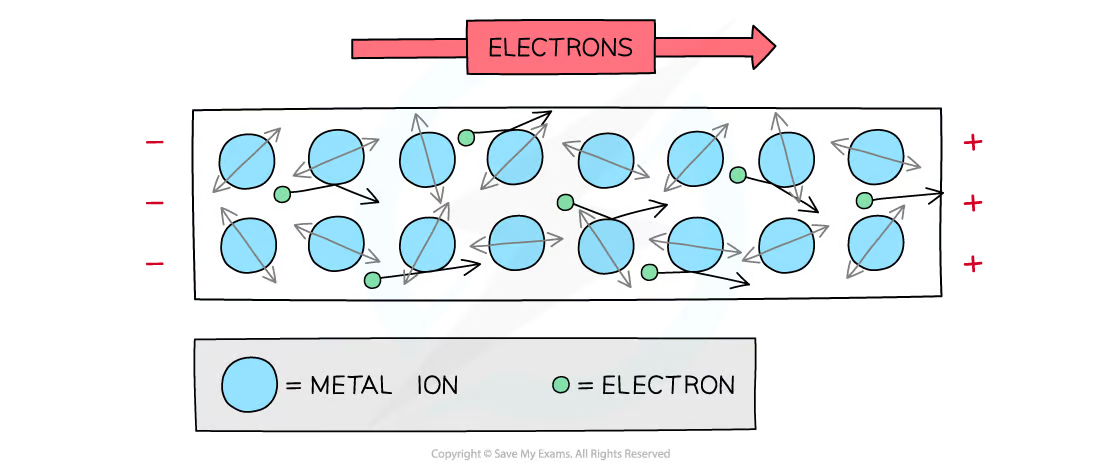 ELECTRONS
− +
− +
− +
= METAL ION = ELECTRON
Copyright © Save My Exams. All Rights Reserved